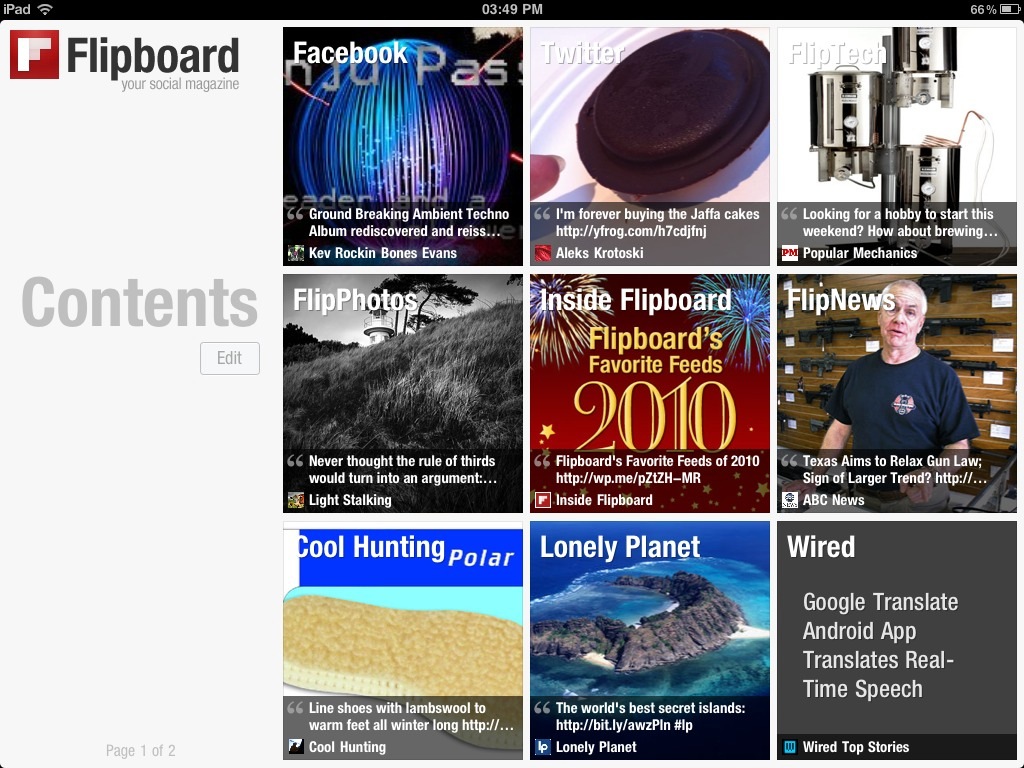 iPad 03:49 PM 66%
Flipboard
your social magazine
Contents
Edit
Page 1 of 2
Facebook
nju Pass
eader and a
“ Ground Breaking Ambient Techno
Album rediscovered and reiss...
Kev Rockin Bones Evans
Twitter
“ I'm forever buying the Jaffa cakes
http://yfrog.com/h7cdjfnj
Aleks Krotoski
FlipTech
“ Looking for a hobby to start this
weekend? How about brewing...
PM Popular Mechanics
FlipPhotos
“ Never thought the rule of thirds
would turn into an argument:...
Light Stalking
Inside Flipboard
Flipboard's
Favorite Feeds
2010
“ Flipboard's Favorite Feeds of 2010
http://wp.me/pZtZH–MR
Inside Flipboard
FlipNews
“ Texas Aims to Relax Gun Law;
Sign of Larger Trend? http://...
ABC News
Cool Hunting
Polar
“ Line shoes with lambswool to
warm feet all winter long http://...
Cool Hunting
Lonely Planet
“ The world's best secret islands:
http://bit.ly/awzPln #lp
lp Lonely Planet
Wired
Google Translate
Android App
Translates Real-
Time Speech
Wired Top Stories